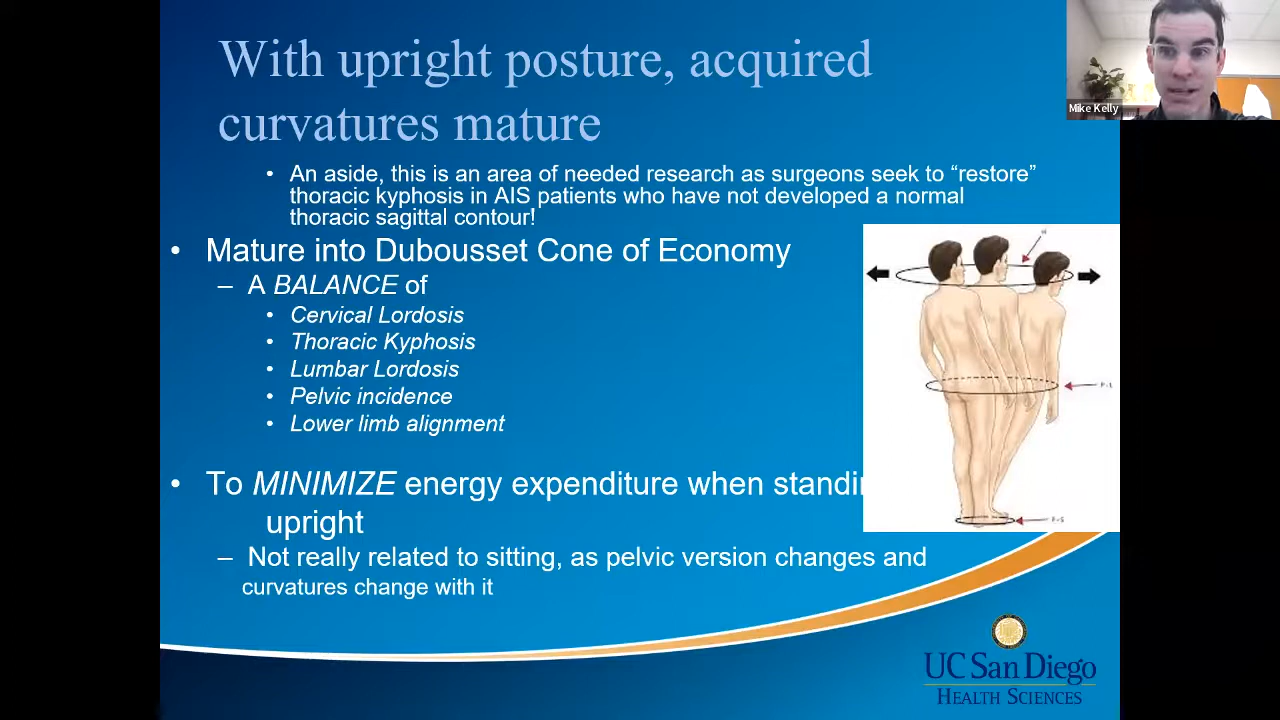 With upright posture, acquired
curvatures mature
• An aside, this is an area of needed research as surgeons seek to “restore”
thoracic kyphosis in AIS patients who have not developed a normal
thoracic sagittal contour!
• Mature into Dubousset Cone of Economy
– A BALANCE of
• Cervical Lordosis
• Thoracic Kyphosis
• Lumbar Lordosis
• Pelvic incidence
• Lower limb alignment
• To MINIMIZE energy expenditure when standin
upright
– Not really related to sitting, as pelvic version changes and
curvatures change with it
Mike Kelly
H
P-L
P-S
UC San Diego
HEALTH SCIENCES